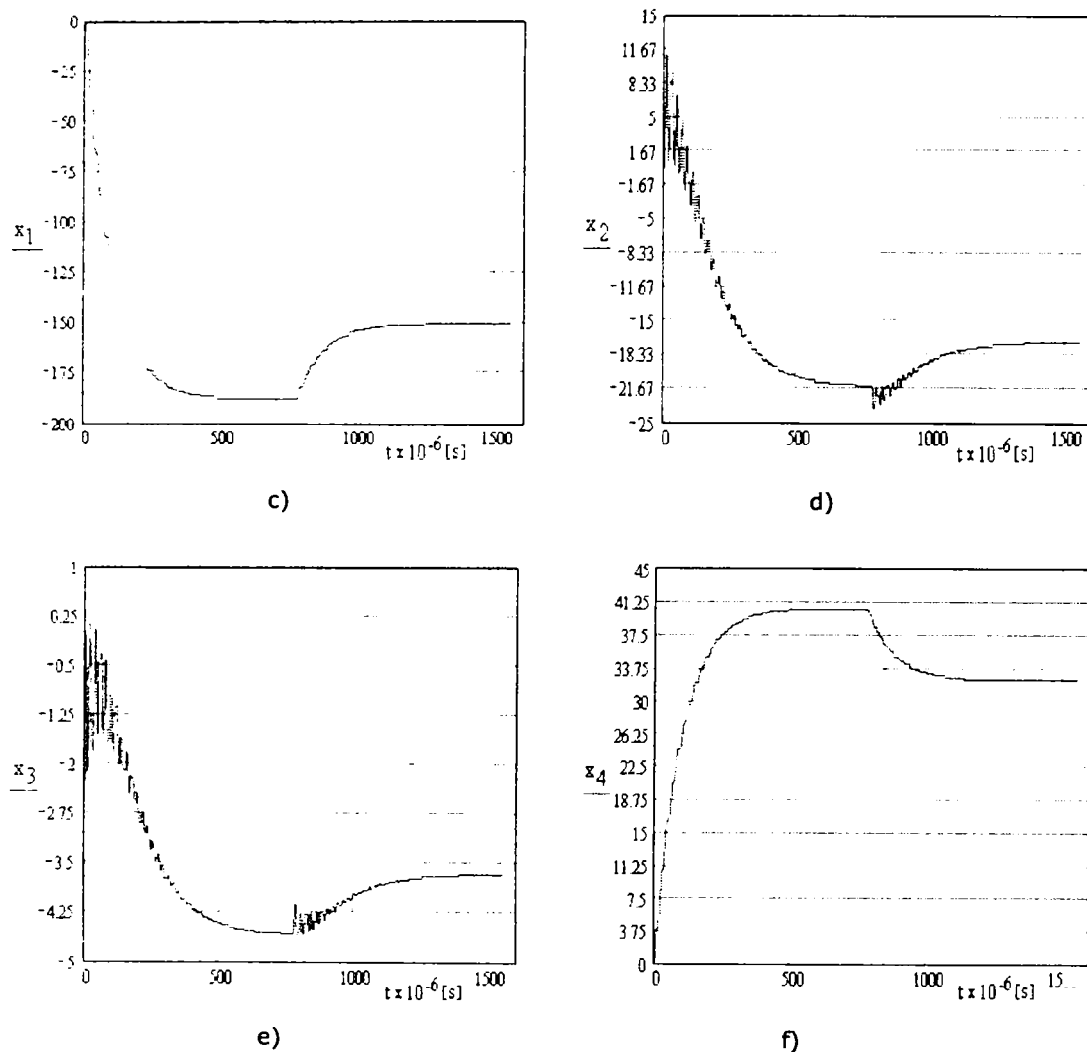 0
-25
-50
-75
-100
x1
-125
-150
-175
-200
0 500 1000 1500
t x 10^-6 [s]
c)
15
11.67
8.33
5
1.67
-1.67
-5
x2
-8.33
-11.67
-15
-18.33
-21.67
-25
0 500 1000 1500
t x 10^-6 [s]
d)
1
0.25
-0.5
-1.25
x3
-2
-2.75
-3.5
-4.25
-5
0 500 1000 1500
t x 10^-6 [s]
e)
45
41.25
37.5
33.75
30
26.25
22.5
x4
18.75
15
11.25
7.5
3.75
0
0 500 1000 15...
t x 10^-6 [s]
f)